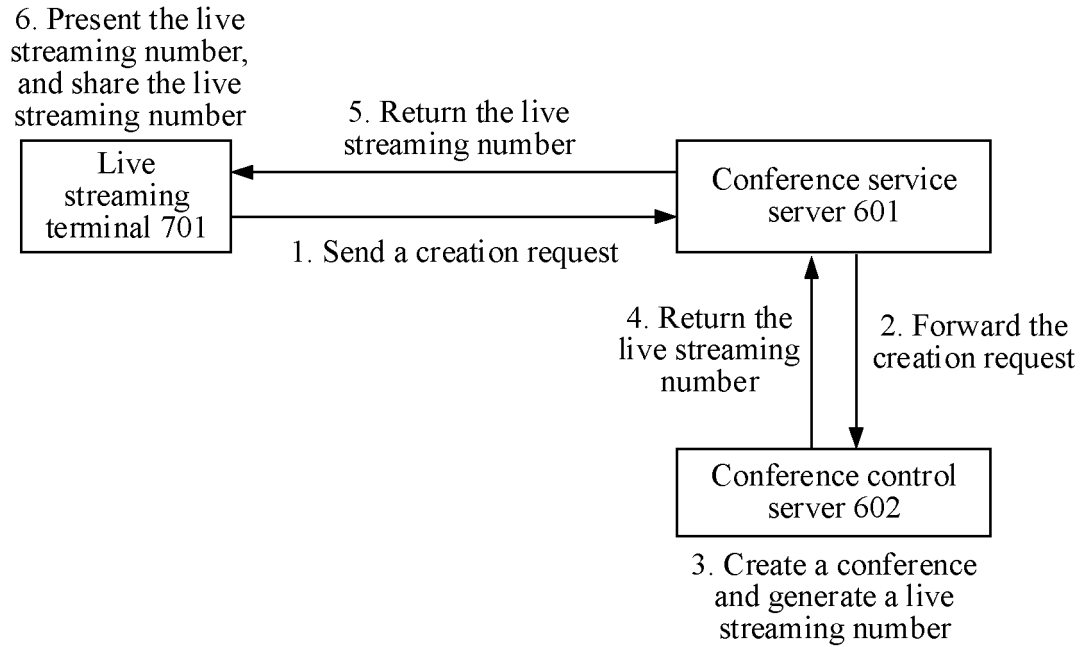 6. Present the live
streaming number,
and share the live
streaming number
Live
streaming
terminal 701
5. Return the live
streaming number
1. Send a creation request
Conference service
server 601
4. Return the
live streaming
number
2. Forward the
creation request
Conference control
server 602
3. Create a conference
and generate a live
streaming number